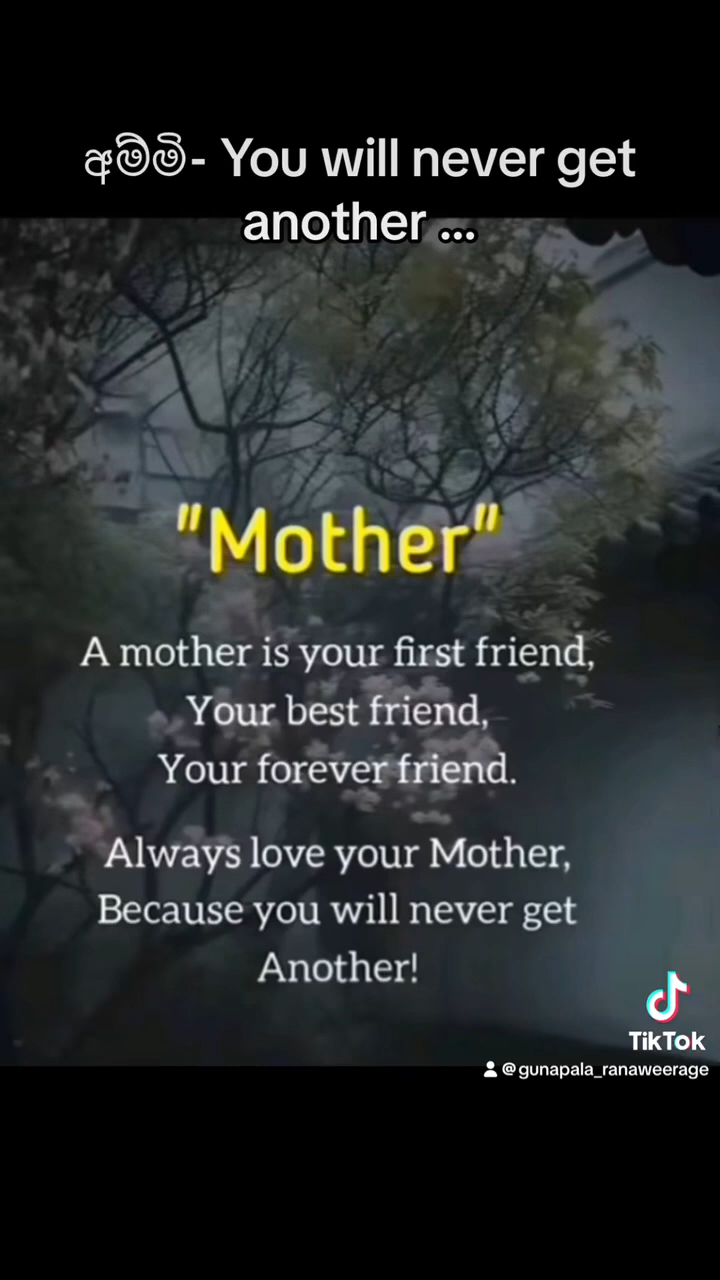 අම්මි- You will never get
another ...
"Mother"
A mother is your first friend,
Your best friend,
Your forever friend.
Always love your Mother,
Because you will never get
Another!
TikTok
@gunapala_ranaweerage